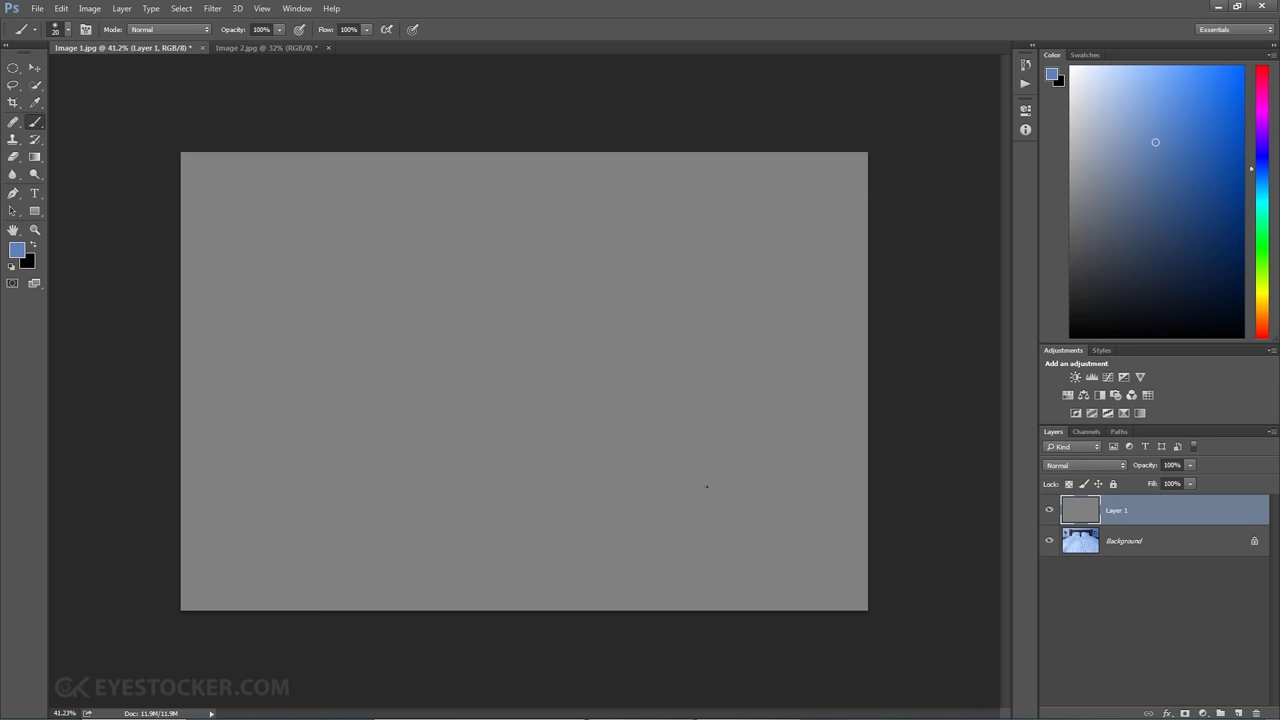 Ps File Edit Image Layer Type Select Filter 3D View Window Help
20 Mode: Normal Opacity: 100% Flow: 100% Essentials
Image 1.jpg @ 41.2% (Layer 1, RGB/8) * × Image 2.jpg @ 32% (RGB/8) * ×
Color Swatches
Adjustments Styles
Add an adjustment
Layers Channels Paths
Kind
Normal Opacity: 100%
Lock: Fill: 100%
Layer 1
Background
EYESTOCKER.COM
41.23% Doc: 11.9M/11.9M